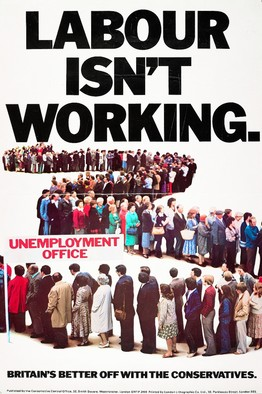 LABOUR
ISN'T
WORKING.
UNEMPLOYMENT
OFFICE
BRITAIN'S BETTER OFF WITH THE CONSERVATIVES.